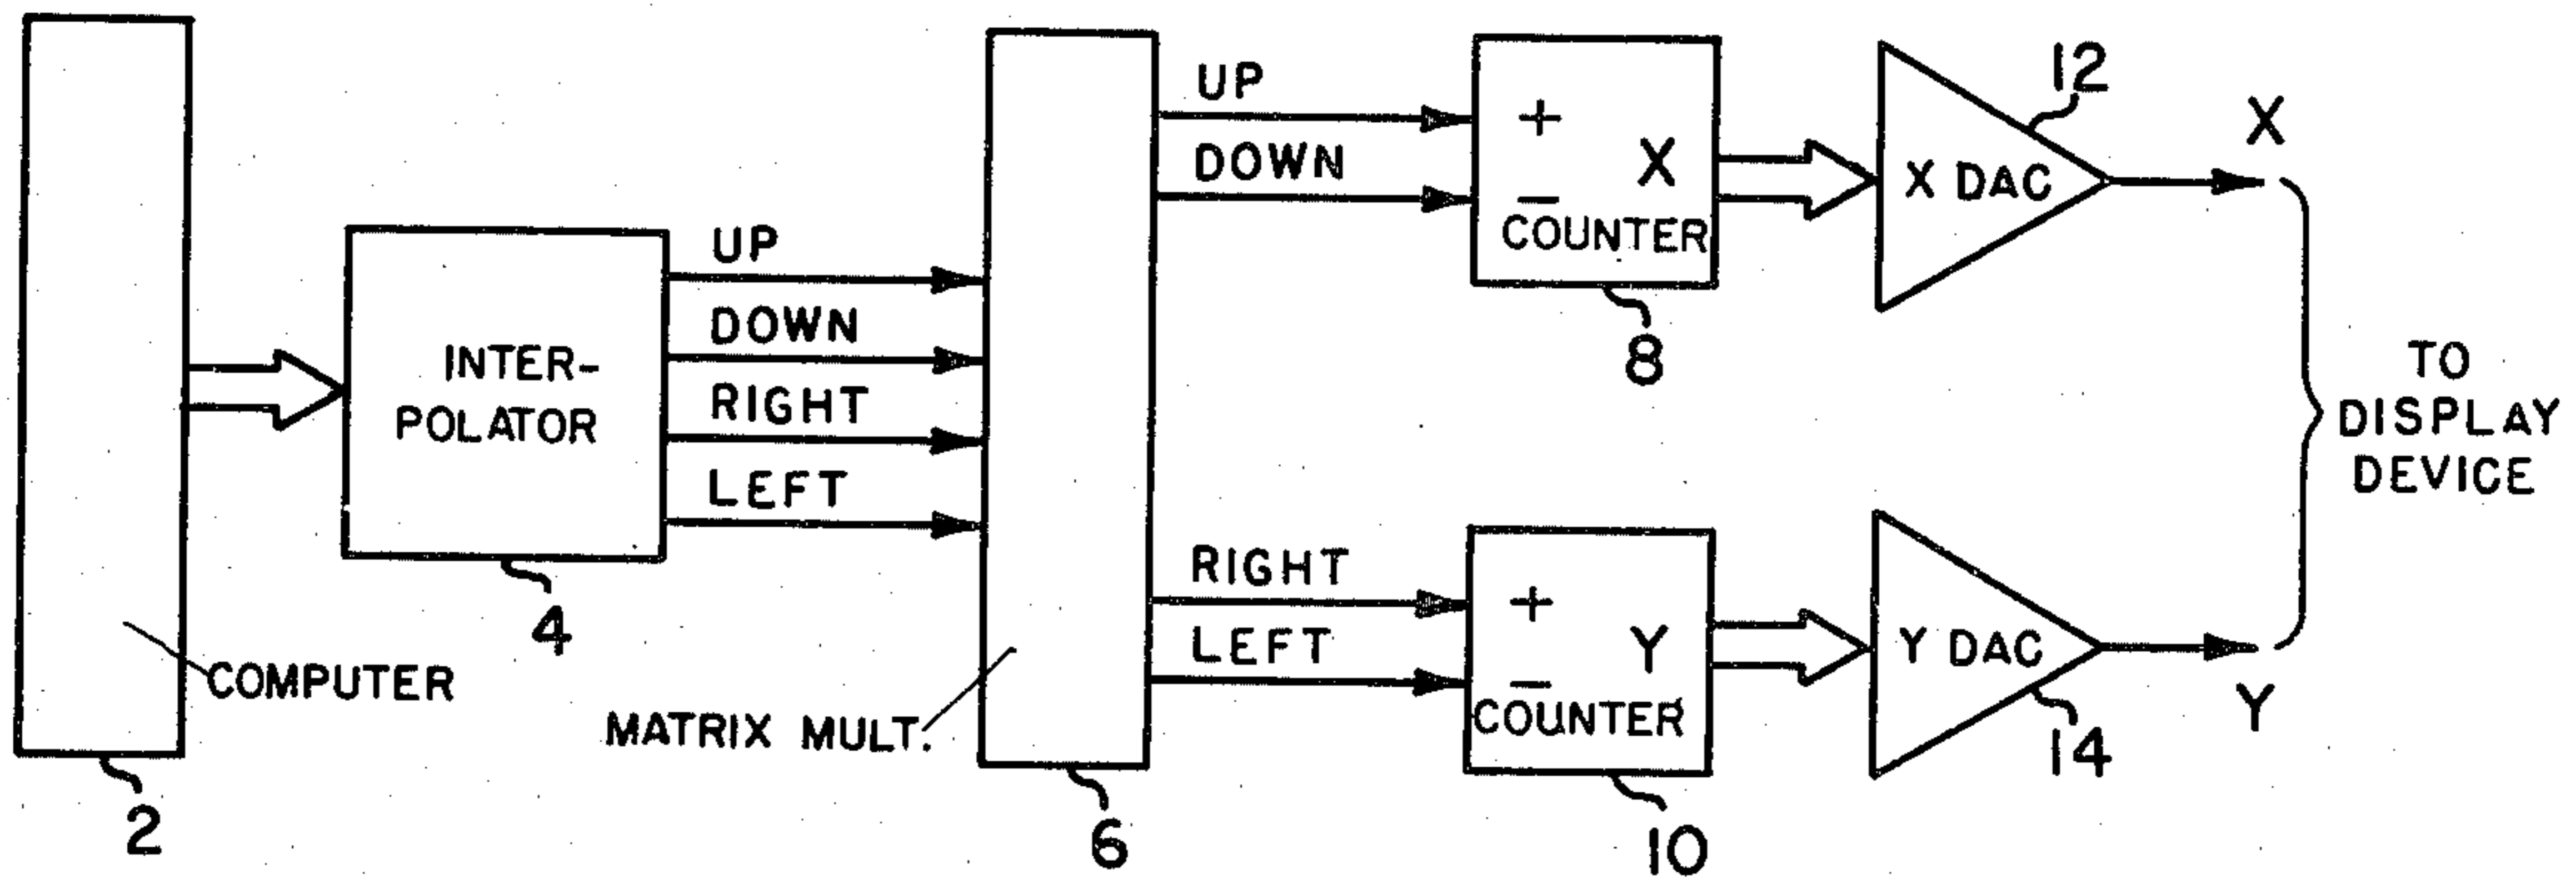 COMPUTER
2
INTER-
POLATOR
4
UP
DOWN
RIGHT
LEFT
MATRIX MULT.
6
UP
DOWN
RIGHT
LEFT
+
X
−
COUNTER
8
+
Y
−
COUNTER
10
X DAC
12
Y DAC
14
X
Y
TO
DISPLAY
DEVICE